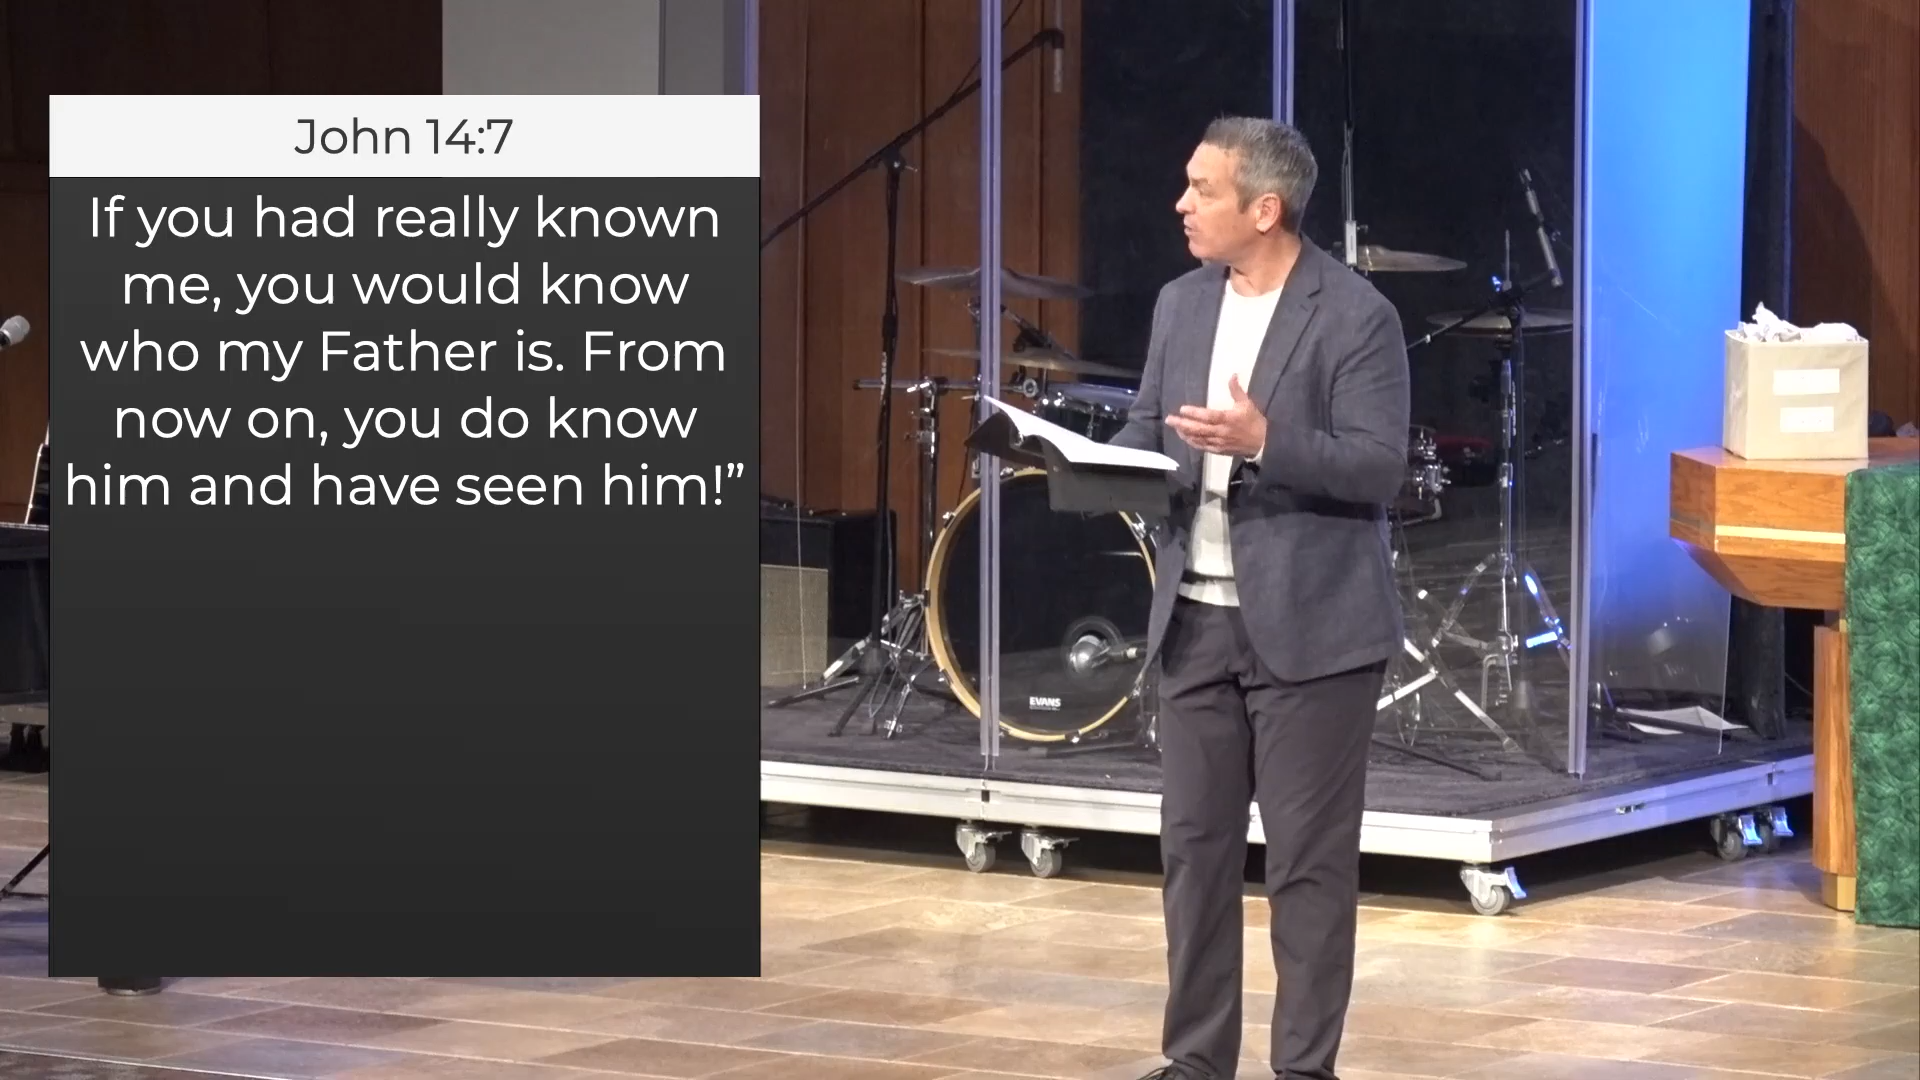 John 14:7
If you had really known
me, you would know
who my Father is. From
now on, you do know
him and have seen him!”
EVANS